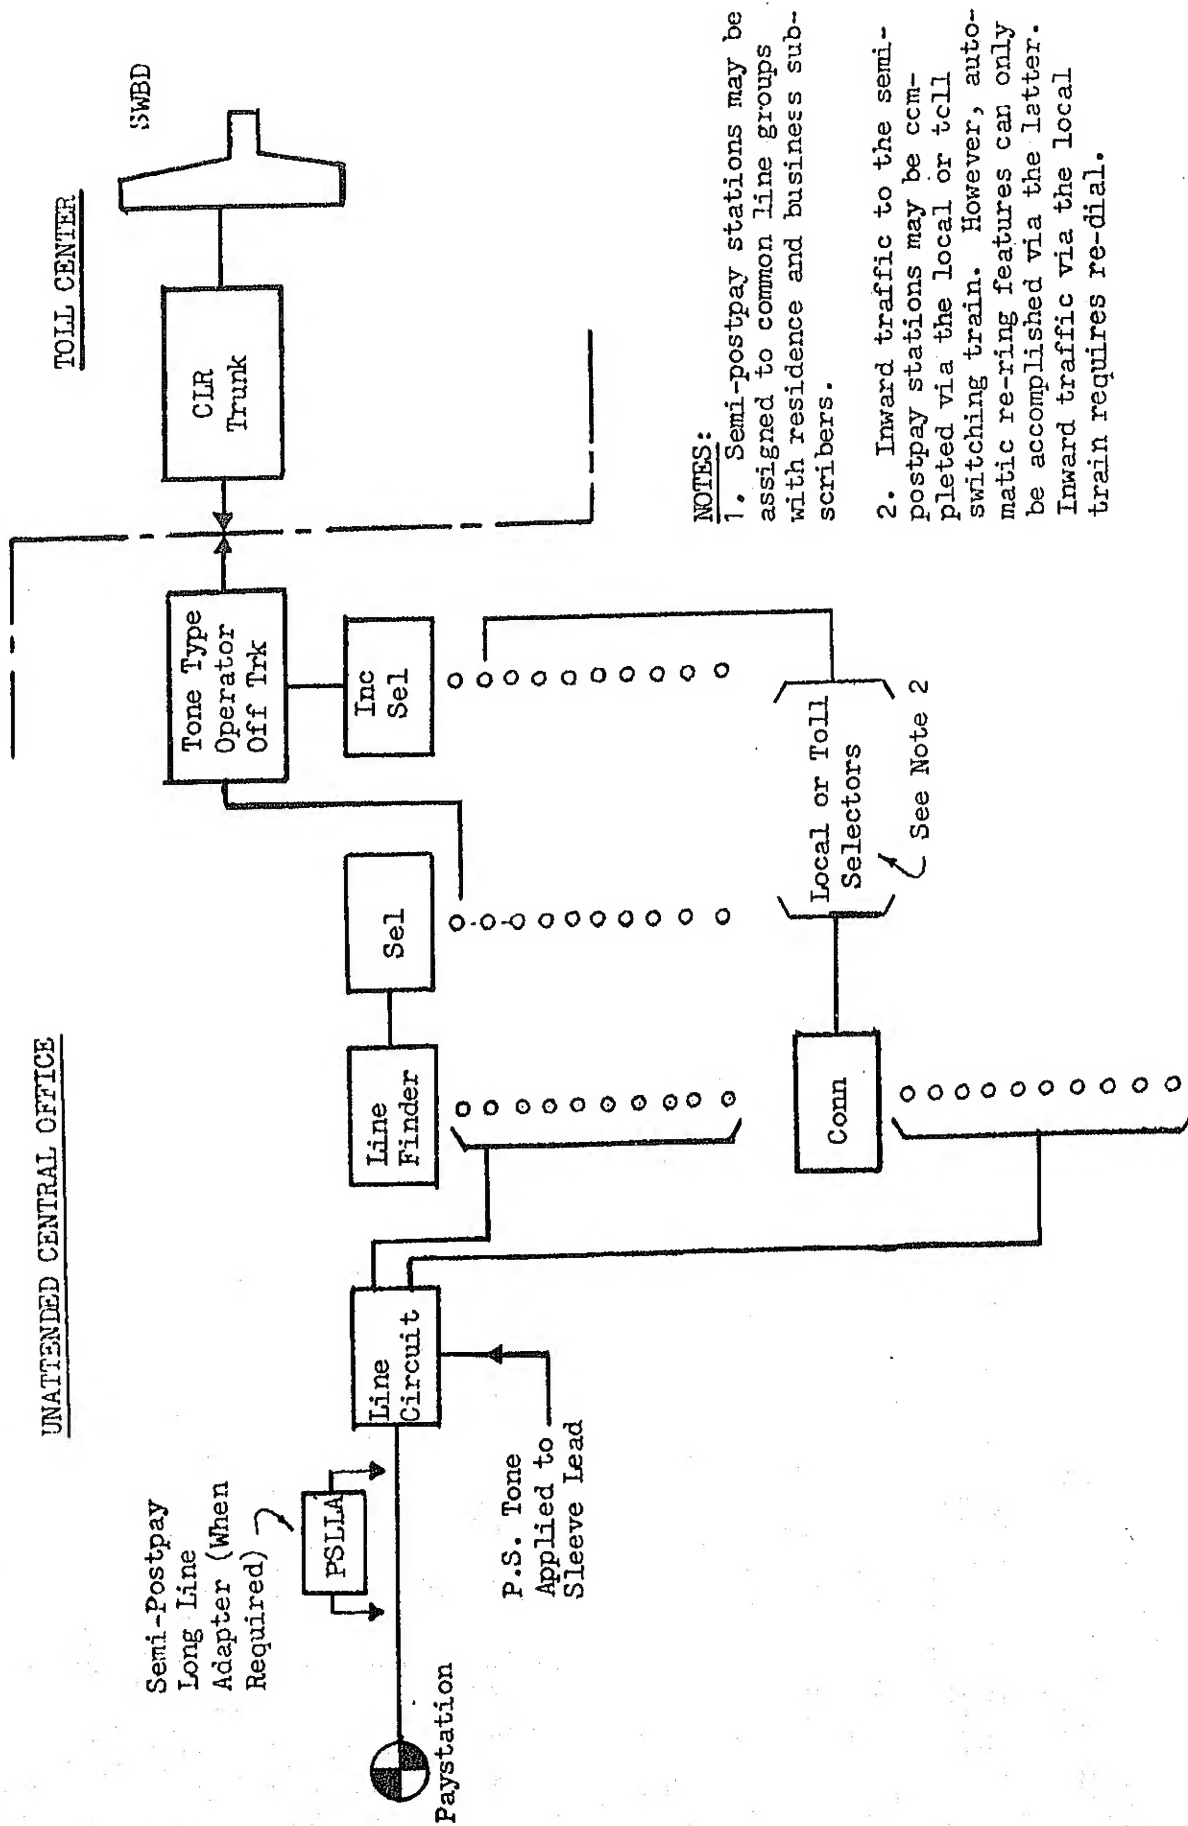 UNATTENDED CENTRAL OFFICE
TOLL CENTER
Semi-Postpay
Long Line
Adapter (When
Required)
PSLLA
Paystation
P.S. Tone
Applied to
Sleeve Lead
Line
Circuit
Line
Finder
Sel
Tone Type
Operator
Off Trk
Inc
Sel
CLR
Trunk
SWBD
Conn
Local or Toll
Selectors
See Note 2
NOTES:
1. Semi-postpay stations may be
assigned to common line groups
with residence and business sub-
scribers.
2. Inward traffic to the semi-
postpay stations may be com-
pleted via the local or toll
switching train. However, auto-
matic re-ring features can only
be accomplished via the latter.
Inward traffic via the local
train requires re-dial.